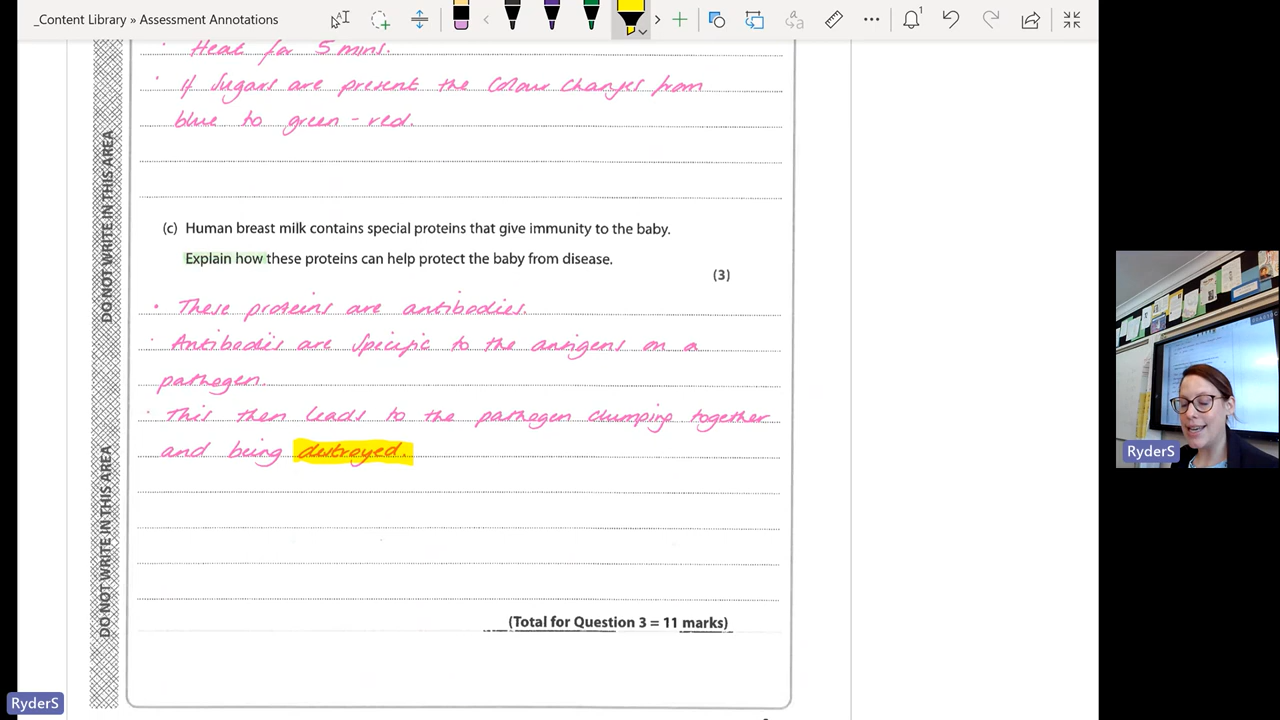 _Content Library » Assessment Annotations
Heat for 5 mins.
If Sugars are present the Colour Changes from
blue to green - red.
DO NOT WRITE IN THIS AREA
(c) Human breast milk contains special proteins that give immunity to the baby.
Explain how these proteins can help protect the baby from disease.
(3)
• These proteins are antibodies.
· Antibodies are specific to the antigens on a
pathogen.
· This then leads to the pathogen clumping together
and being destroyed.
DO NOT WRITE IN THIS AREA
(Total for Question 3 = 11 marks)
RyderS
RyderS